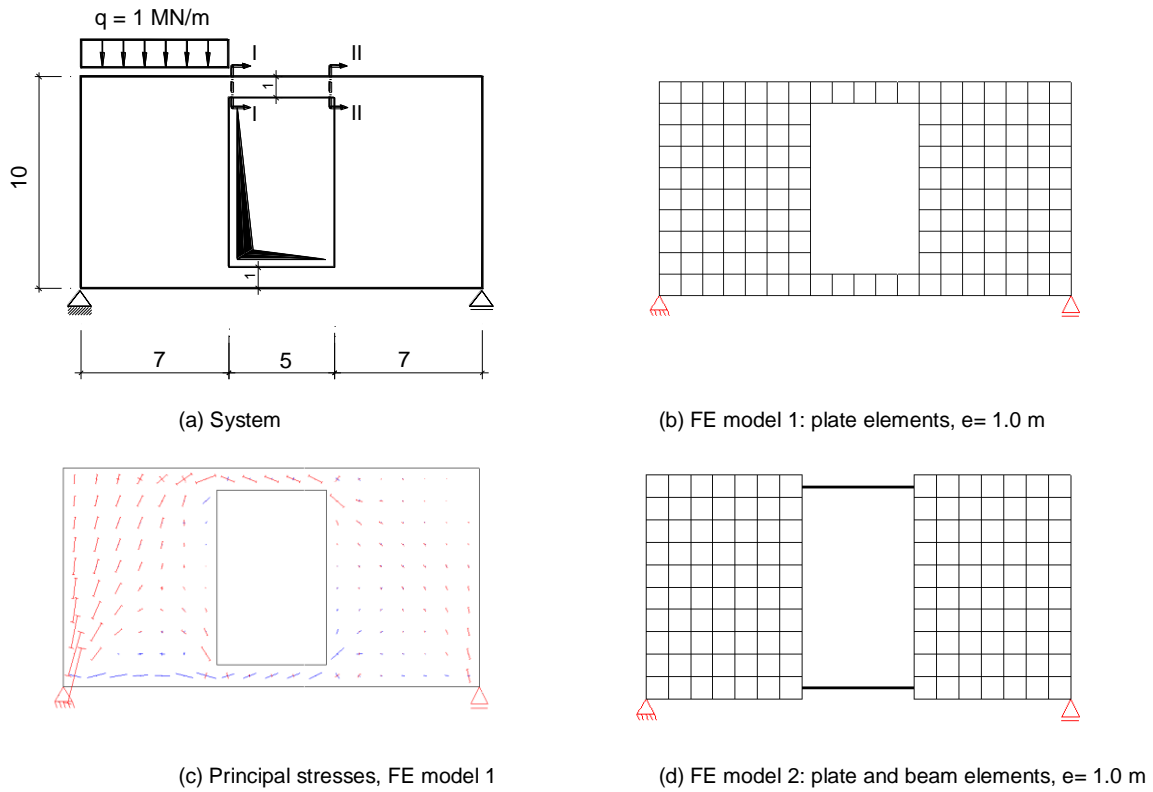 q = 1 MN/m
I
II
1
I
II
10
1
7
5
7
(a) System
(b) FE model 1: plate elements, e= 1.0 m
(c) Principal stresses, FE model 1
(d) FE model 2: plate and beam elements, e= 1.0 m